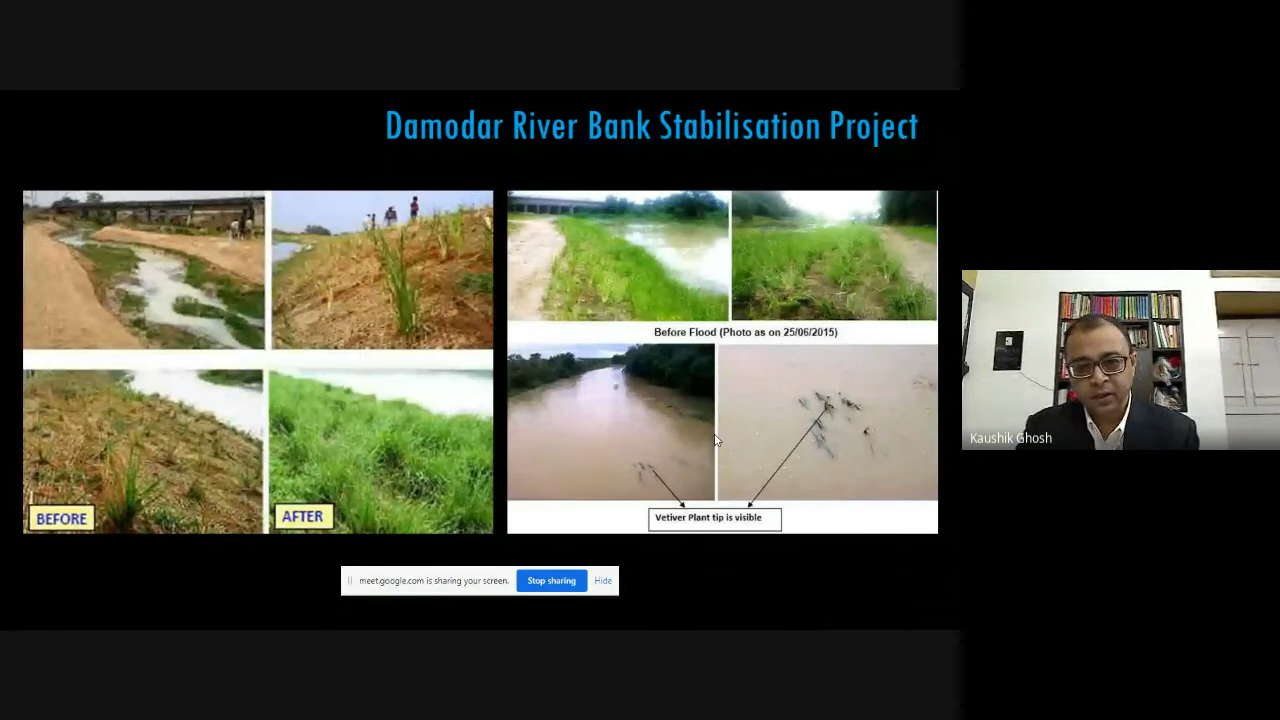 Damodar River Bank Stabilisation Project
Before Flood (Photo as on 25/06/2015)
BEFORE
AFTER
Vetiver Plant tip is visible
meet.google.com is sharing your screen.
Stop sharing
Hide
Kaushik Ghosh